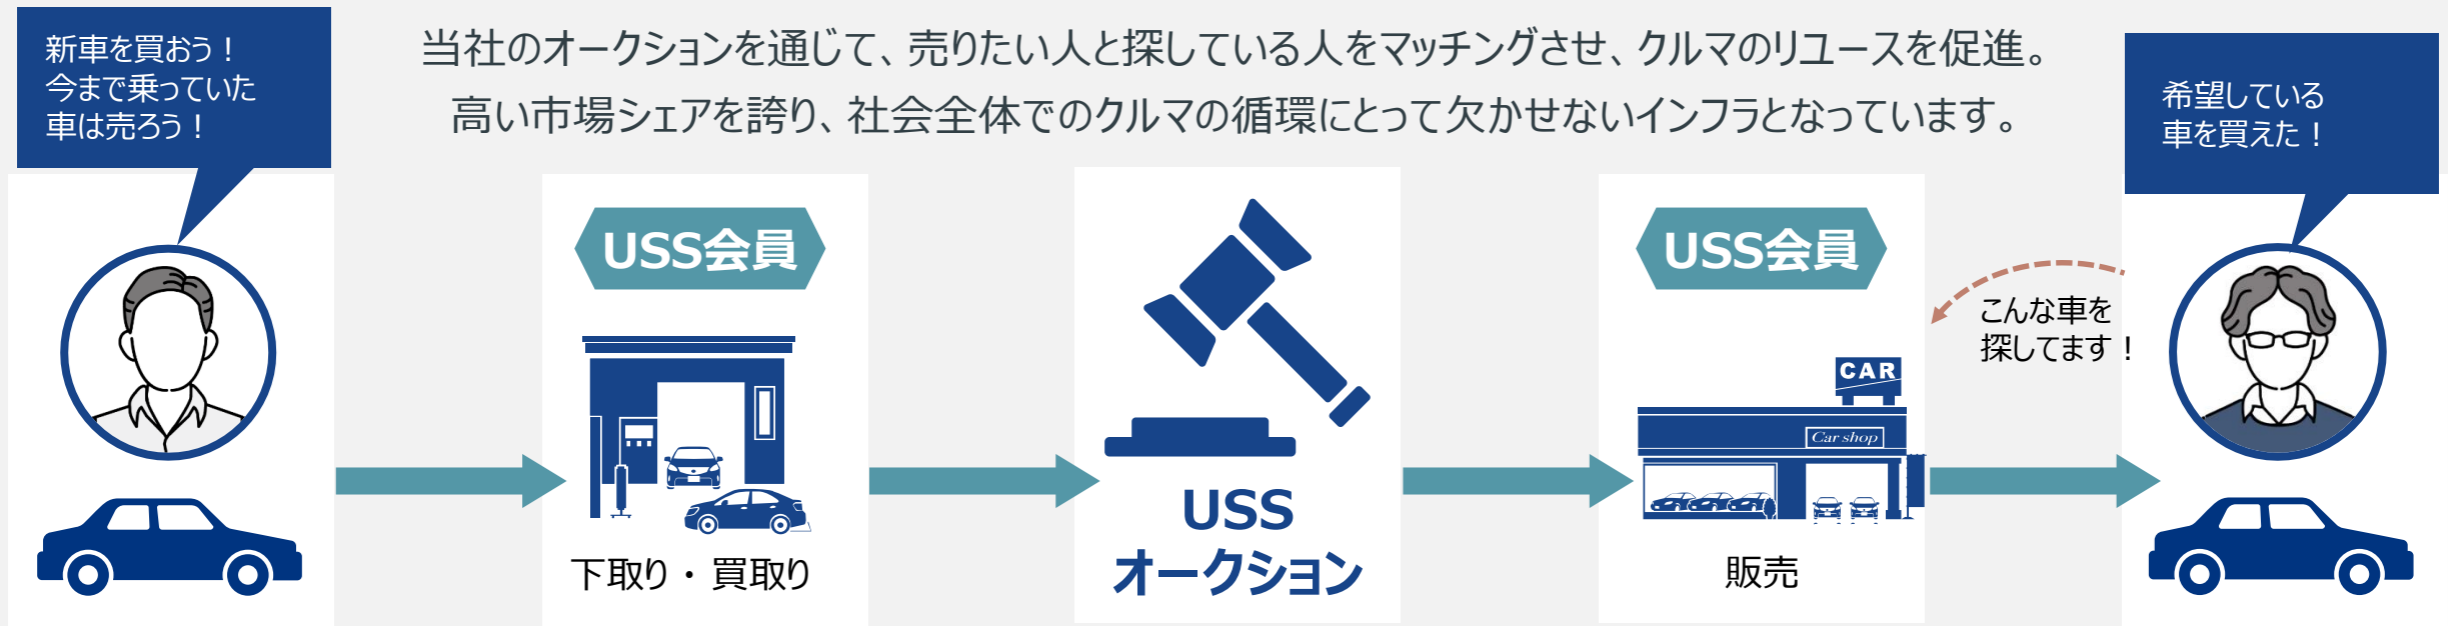 新車を買おう！
今まで乗っていた
車は売ろう！
当社のオークションを通じて、売りたい人と探している人をマッチングさせ、クルマのリユースを促進。
高い市場シェアを誇り、社会全体でのクルマの循環にとって欠かせないインフラとなっています。
希望している
車を買えた！
USS会員
下取り・買取り
USS
オークション
USS会員
CAR
Car shop
販売
こんな車を
探してます！